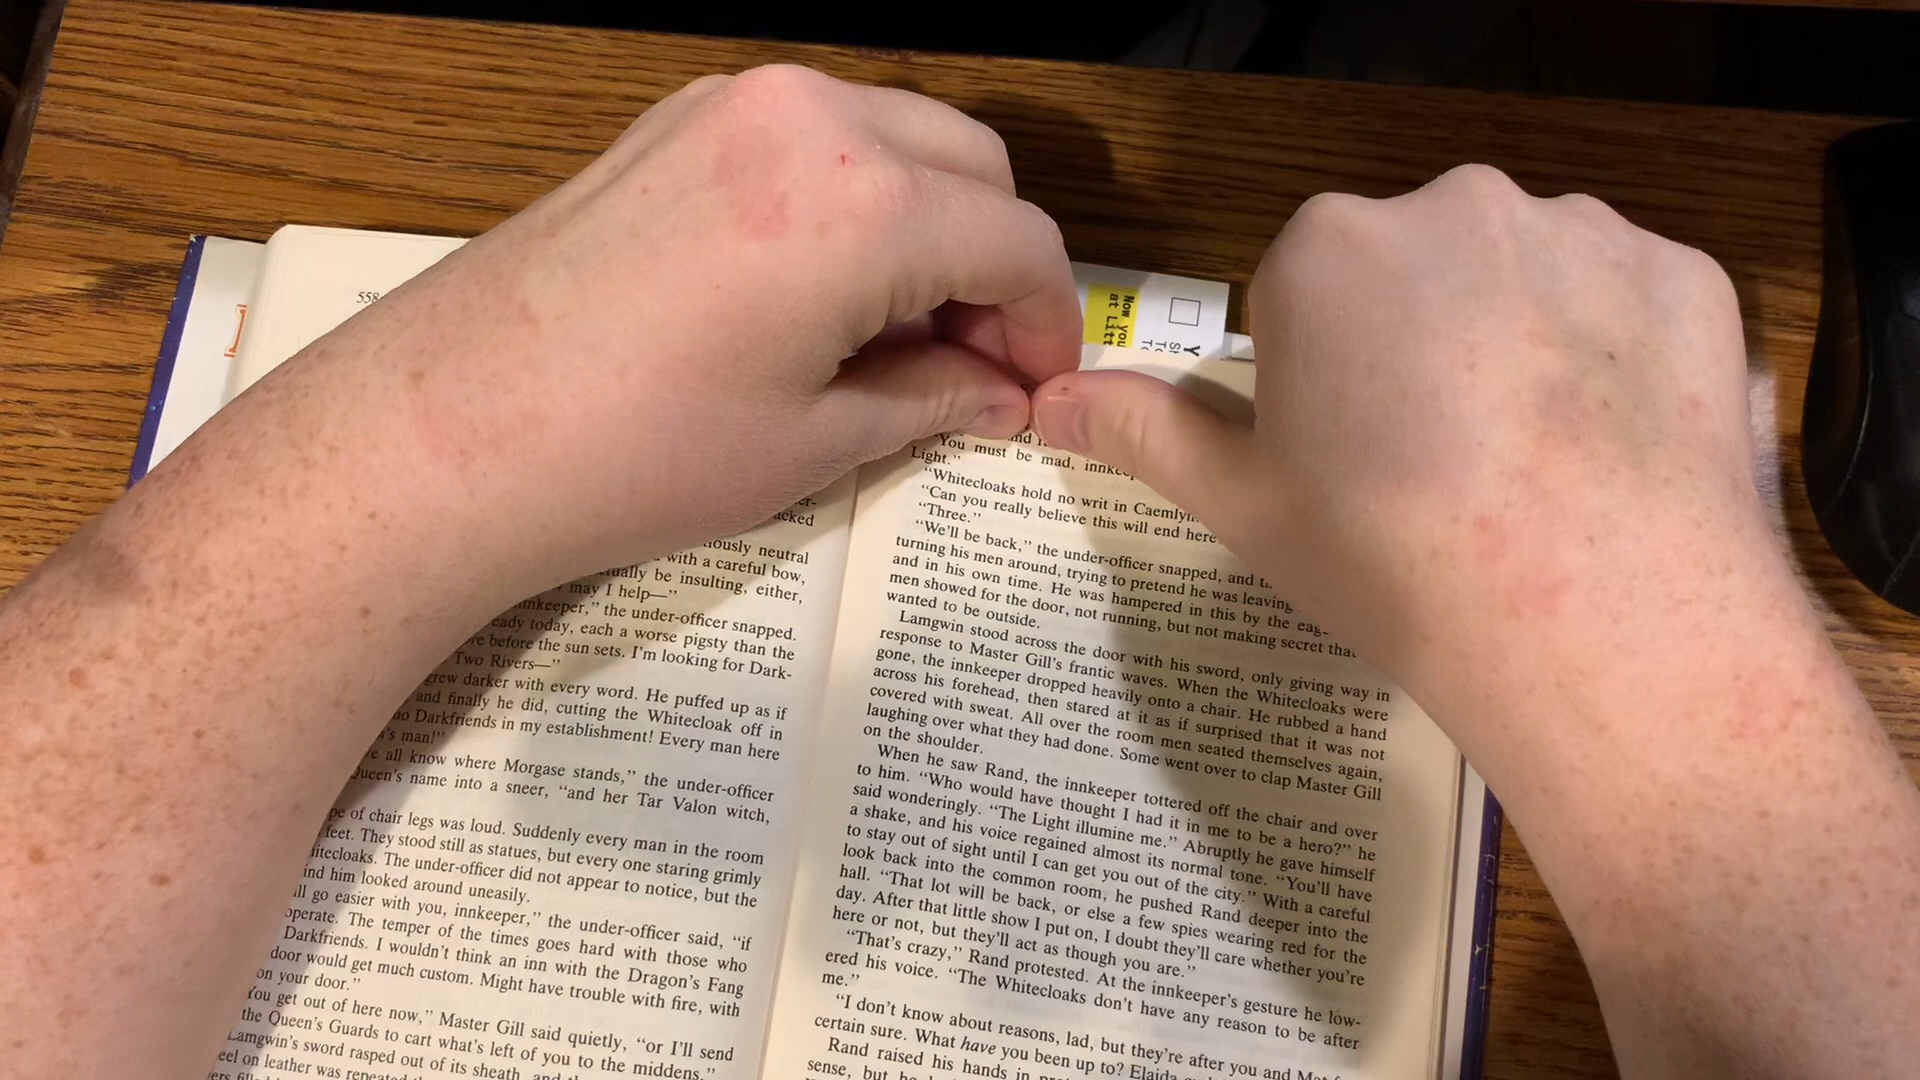 558
acked
iously neutral
with a careful bow,
tually be insulting, either,
may I help—”
innkeeper,” the under-officer snapped.
eady today, each a worse pigsty than the
re before the sun sets. I’m looking for Dark-
Two Rivers—”
grew darker with every word. He puffed up as if
and finally he did, cutting the Whitecloak off in
no Darkfriends in my establishment! Every man here
’s man!”
e all know where Morgase stands,” the under-officer
Queen’s name into a sneer, “and her Tar Valon witch,
pe of chair legs was loud. Suddenly every man in the room
feet. They stood still as statues, but every one staring grimly
itecloaks. The under-officer did not appear to notice, but the
ind him looked around uneasily.
ll go easier with you, innkeeper,” the under-officer said, “if
operate. The temper of the times goes hard with those who
Darkfriends. I wouldn’t think an inn with the Dragon’s Fang
door would get much custom. Might have trouble with fire, with
on your door.”
You get out of here now,” Master Gill said quietly, “or I’ll send
the Queen’s Guards to cart what’s left of you to the middens.”
Lamgwin’s sword rasped out of its sheath, and
eel on leather was repeated
Now you
at Litt
“You must be mad, innkee
Light.”
“Whitecloaks hold no writ in Caemlyn.
“Can you really believe this will end here
“Three.”
“We’ll be back,” the under-officer snapped, and
turning his men around, trying to pretend he was leaving
and in his own time. He was hampered in this by the eag-
men showed for the door, not running, but not making secret tha
wanted to be outside.
Lamgwin stood across the door with his sword, only giving way in
response to Master Gill’s frantic waves. When the Whitecloaks were
gone, the innkeeper dropped heavily onto a chair. He rubbed a hand
across his forehead, then stared at it as if surprised that it was not
covered with sweat. All over the room men seated themselves again,
laughing over what they had done. Some went over to clap Master Gill
on the shoulder.
When he saw Rand, the innkeeper tottered off the chair and over
to him. “Who would have thought I had it in me to be a hero?” he
said wonderingly. “The Light illumine me.” Abruptly he gave himself
a shake, and his voice regained almost its normal tone. “You’ll have
to stay out of sight until I can get you out of the city.” With a careful
look back into the common room, he pushed Rand deeper into the
hall. “That lot will be back, or else a few spies wearing red for the
day. After that little show I put on, I doubt they’ll care whether you’re
here or not, but they’ll act as though you are.”
“That’s crazy,” Rand protested. At the innkeeper’s gesture he low-
ered his voice. “The Whitecloaks don’t have any reason to be after
me.”
“I don’t know about reasons, lad, but they’re after you and Mat
certain sure. What have you been up to? Elaida
Rand raised his hands in
sense, but he